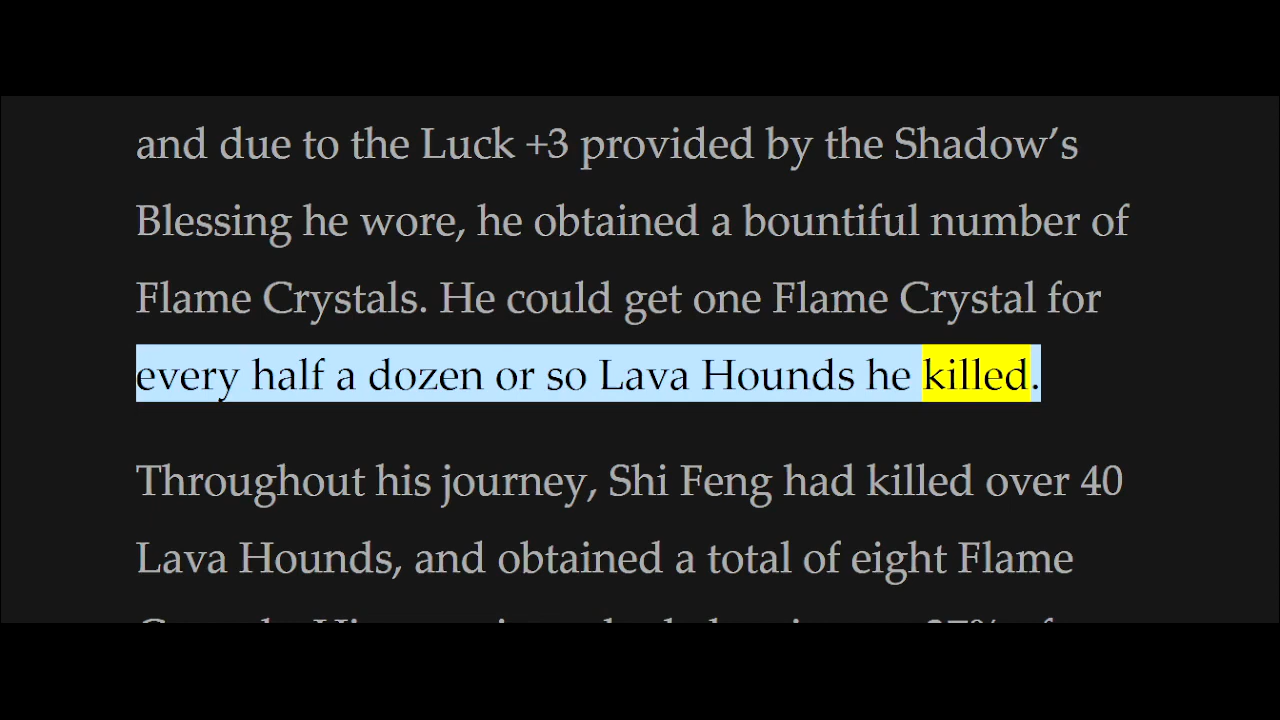 and due to the Luck +3 provided by the Shadow’s
Blessing he wore, he obtained a bountiful number of
Flame Crystals. He could get one Flame Crystal for
every half a dozen or so Lava Hounds he killed.
Throughout his journey, Shi Feng had killed over 40
Lava Hounds, and obtained a total of eight Flame